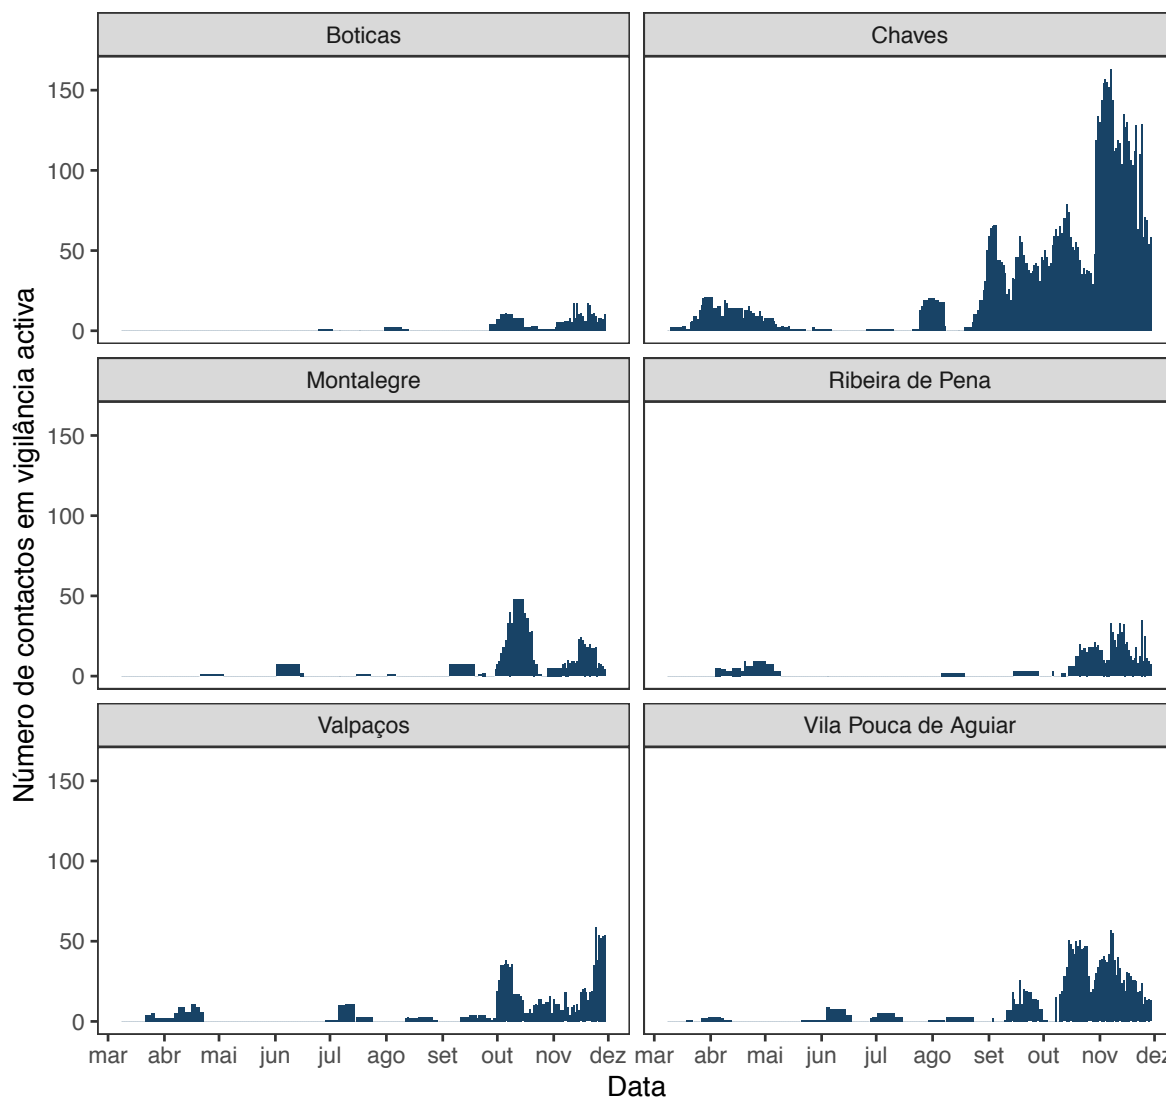 Boticas
Chaves
150
100
50
0
Montalegre
Ribeira de Pena
150
100
50
0
Número de contactos em vigilância activa
Valpaços
Vila Pouca de Aguiar
150
100
50
0
mar abr mai jun jul ago set out nov dez
mar abr mai jun jul ago set out nov dez
Data